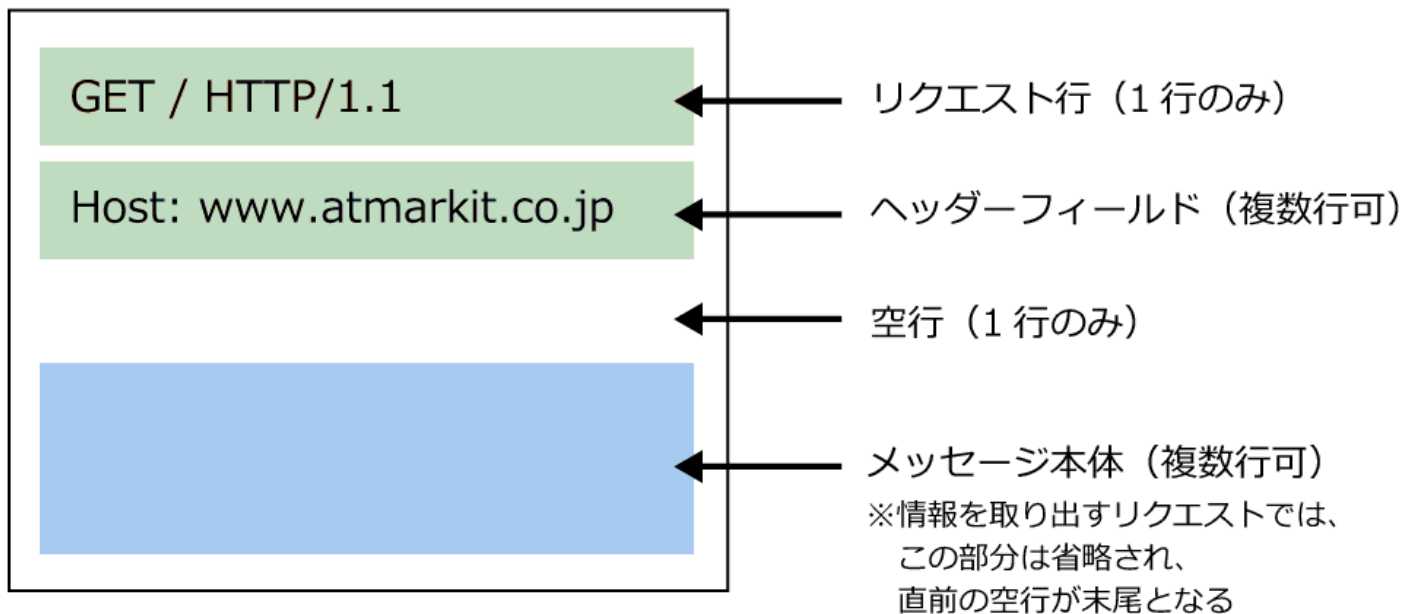 GET / HTTP/1.1
リクエスト行（1 行のみ）
Host: www.atmarkit.co.jp
ヘッダーフィールド（複数行可）
空行（1 行のみ）
メッセージ本体（複数行可）
※情報を取り出すリクエストでは、
この部分は省略され、
直前の空行が末尾となる